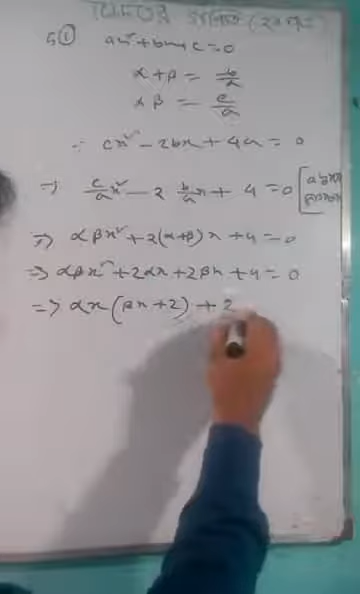 5① ax² + bx + c = 0
α + β = b/a
αβ = c/a
∴ cx² - 2bx + 4a = 0
⇒ c/a x² - 2 b/a x + 4 = 0
⇒ αβx² + 2(α+β)x + 4 = 0
⇒ αβx² + 2αx + 2βx + 4 = 0
⇒ αx(βx + 2) + 2